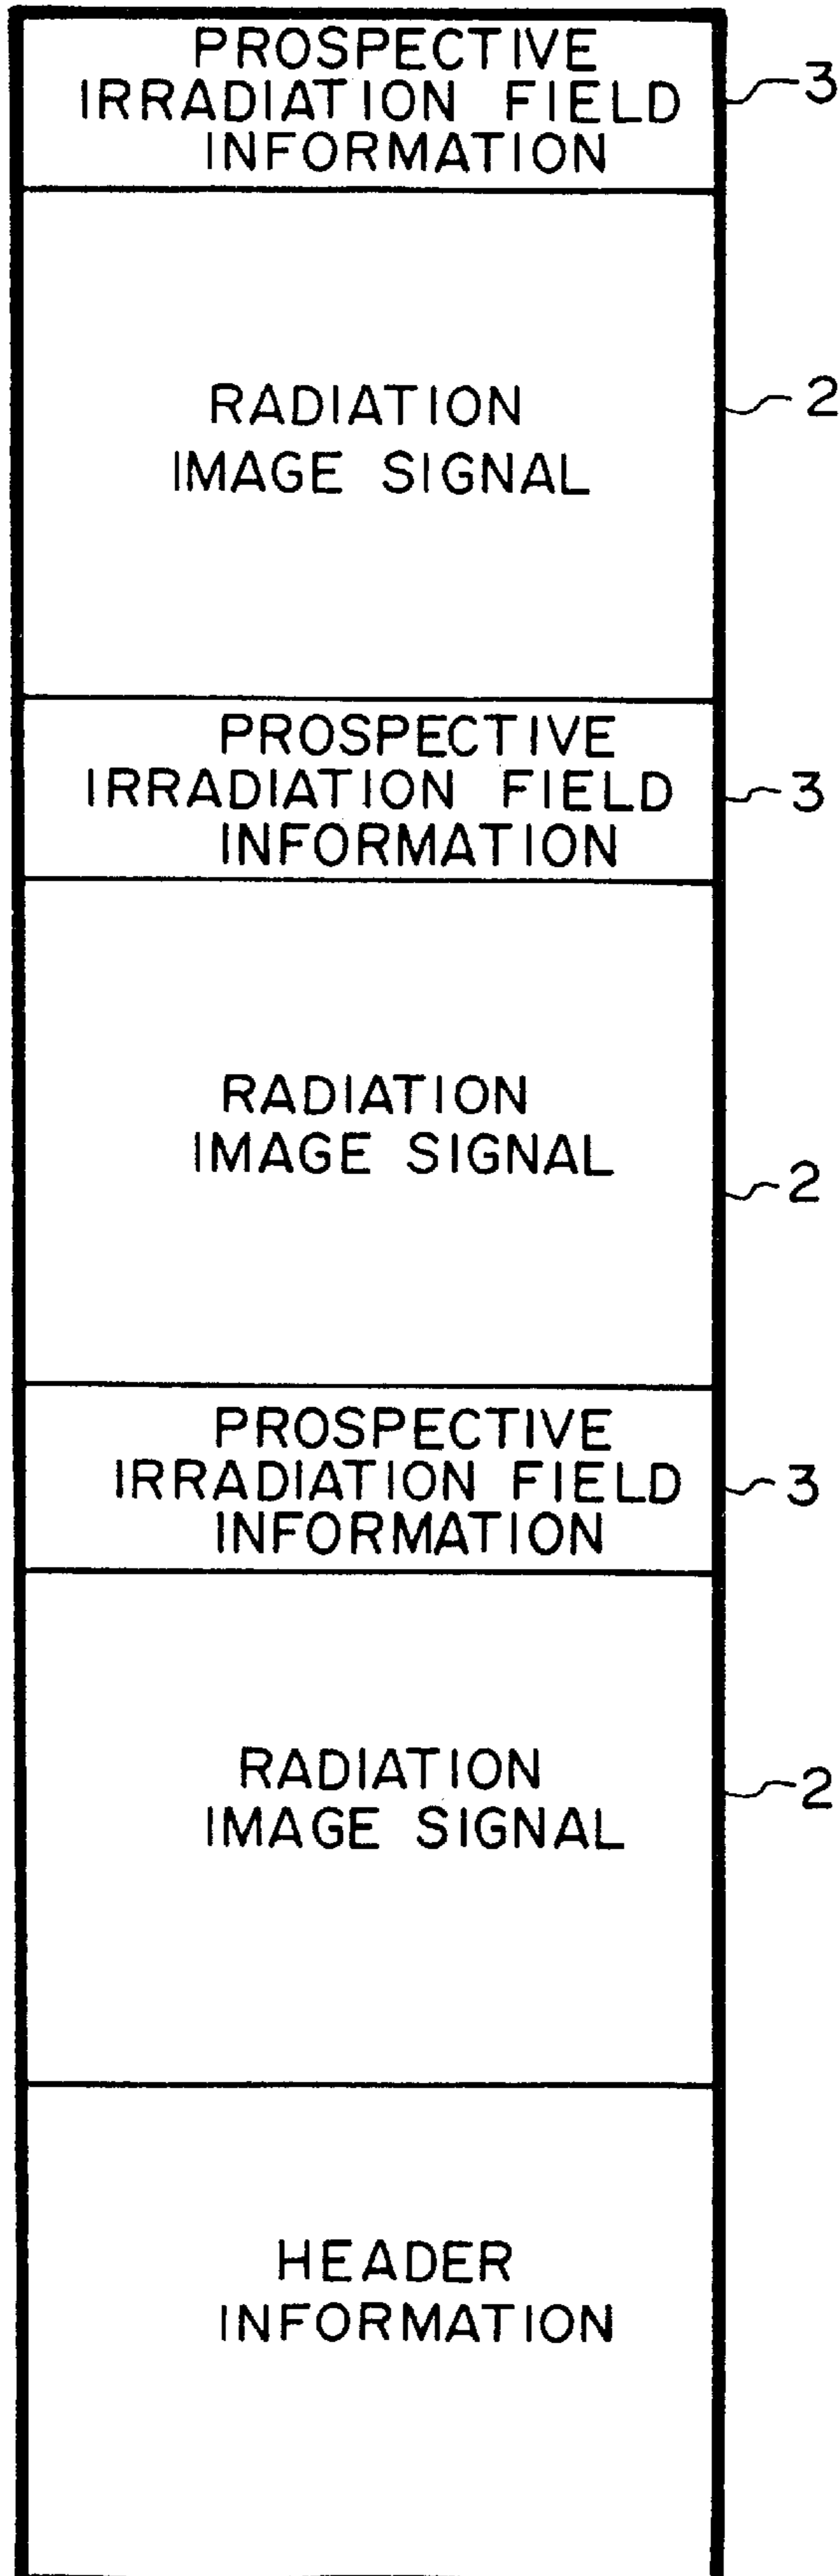 PROSPECTIVE
IRRADIATION FIELD
INFORMATION
3
RADIATION
IMAGE SIGNAL
2
PROSPECTIVE
IRRADIATION FIELD
INFORMATION
3
RADIATION
IMAGE SIGNAL
2
PROSPECTIVE
IRRADIATION FIELD
INFORMATION
3
RADIATION
IMAGE SIGNAL
2
HEADER
INFORMATION